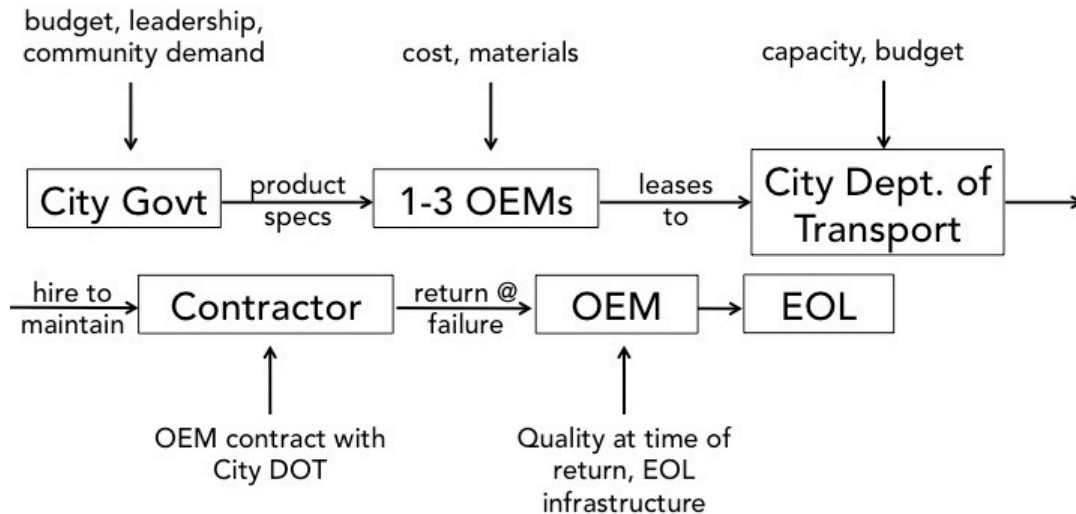 budget, leadership,
community demand
cost, materials
capacity, budget
City Govt
product
specs
1-3 OEMs
leases
to
City Dept. of
Transport
hire to
maintain
Contractor
return @
failure
OEM
EOL
OEM contract with
City DOT
Quality at time of
return, EOL
infrastructure